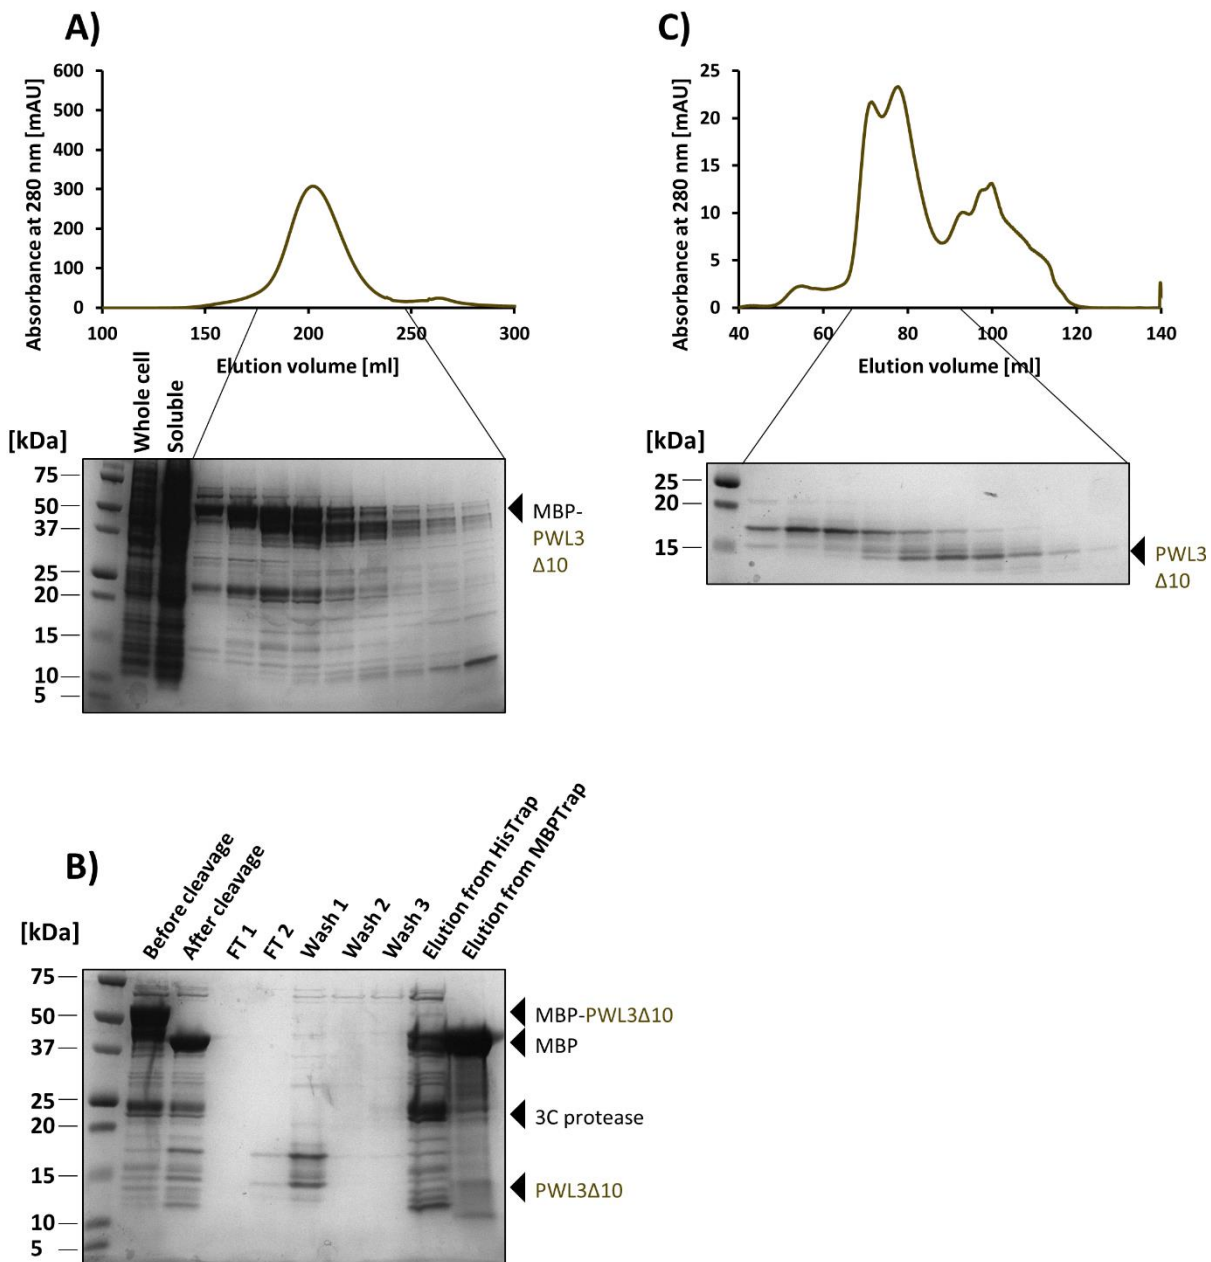 A)
Absorbance at 280 nm [mAU]
600
500
400
300
200
100
0
100
150
200
250
300
Elution volume [ml]
Whole cell
Soluble
[kDa]
75
50
37
25
20
15
10
5
MBP-
PWL3
Δ10
C)
Absorbance at 280 nm [mAU]
25
20
15
10
5
0
40
60
80
100
120
140
Elution volume [ml]
[kDa]
25
20
15
PWL3
Δ10
B)
Before cleavage
After cleavage
FT 1
FT 2
Wash 1
Wash 2
Wash 3
Elution from HisTrap
Elution from MBPTrap
[kDa]
75
50
37
25
20
15
10
5
MBP-PWL3Δ10
MBP
3C protease
PWL3Δ10